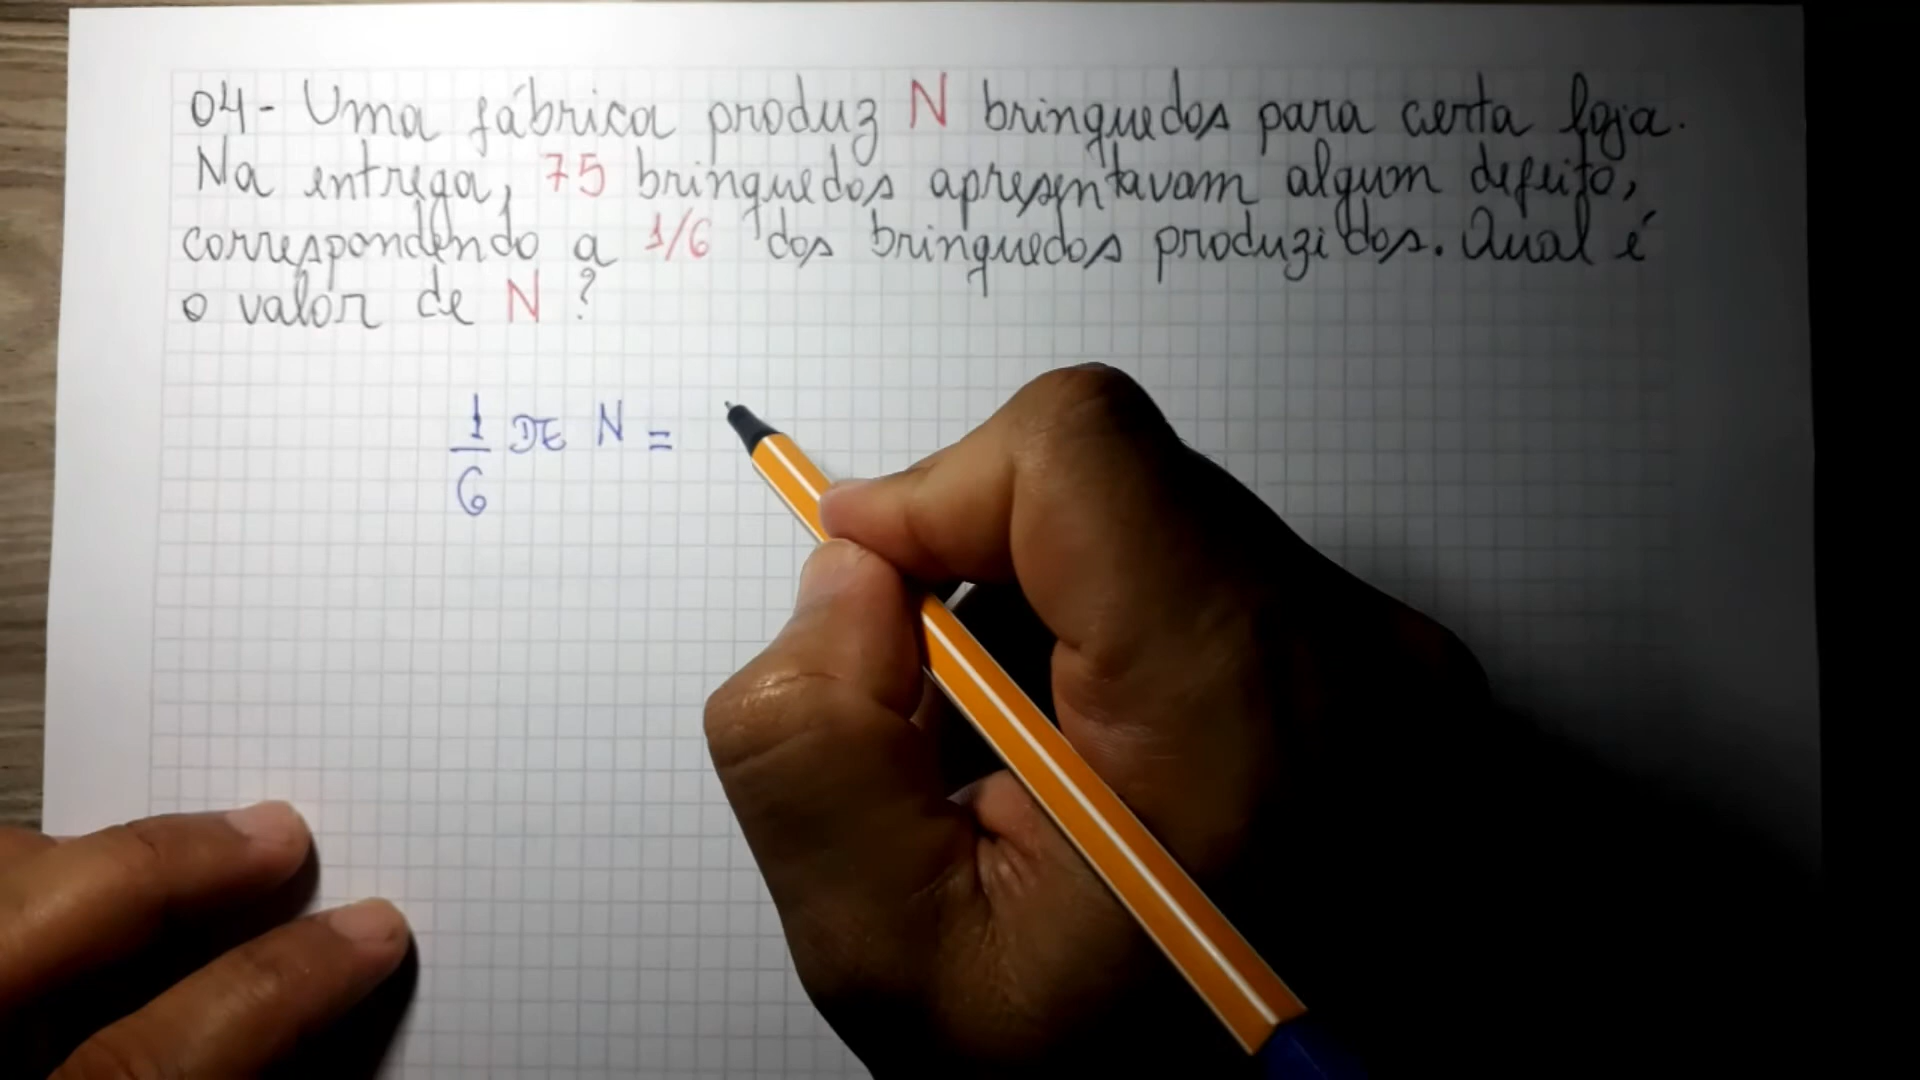 04- Uma fábrica produz N brinquedos para certa loja.
Na entrega, 75 brinquedos apresentavam algum defeito,
correspondendo a 1/6 dos brinquedos produzidos. Qual é
o valor de N ?
1/6 DE N =